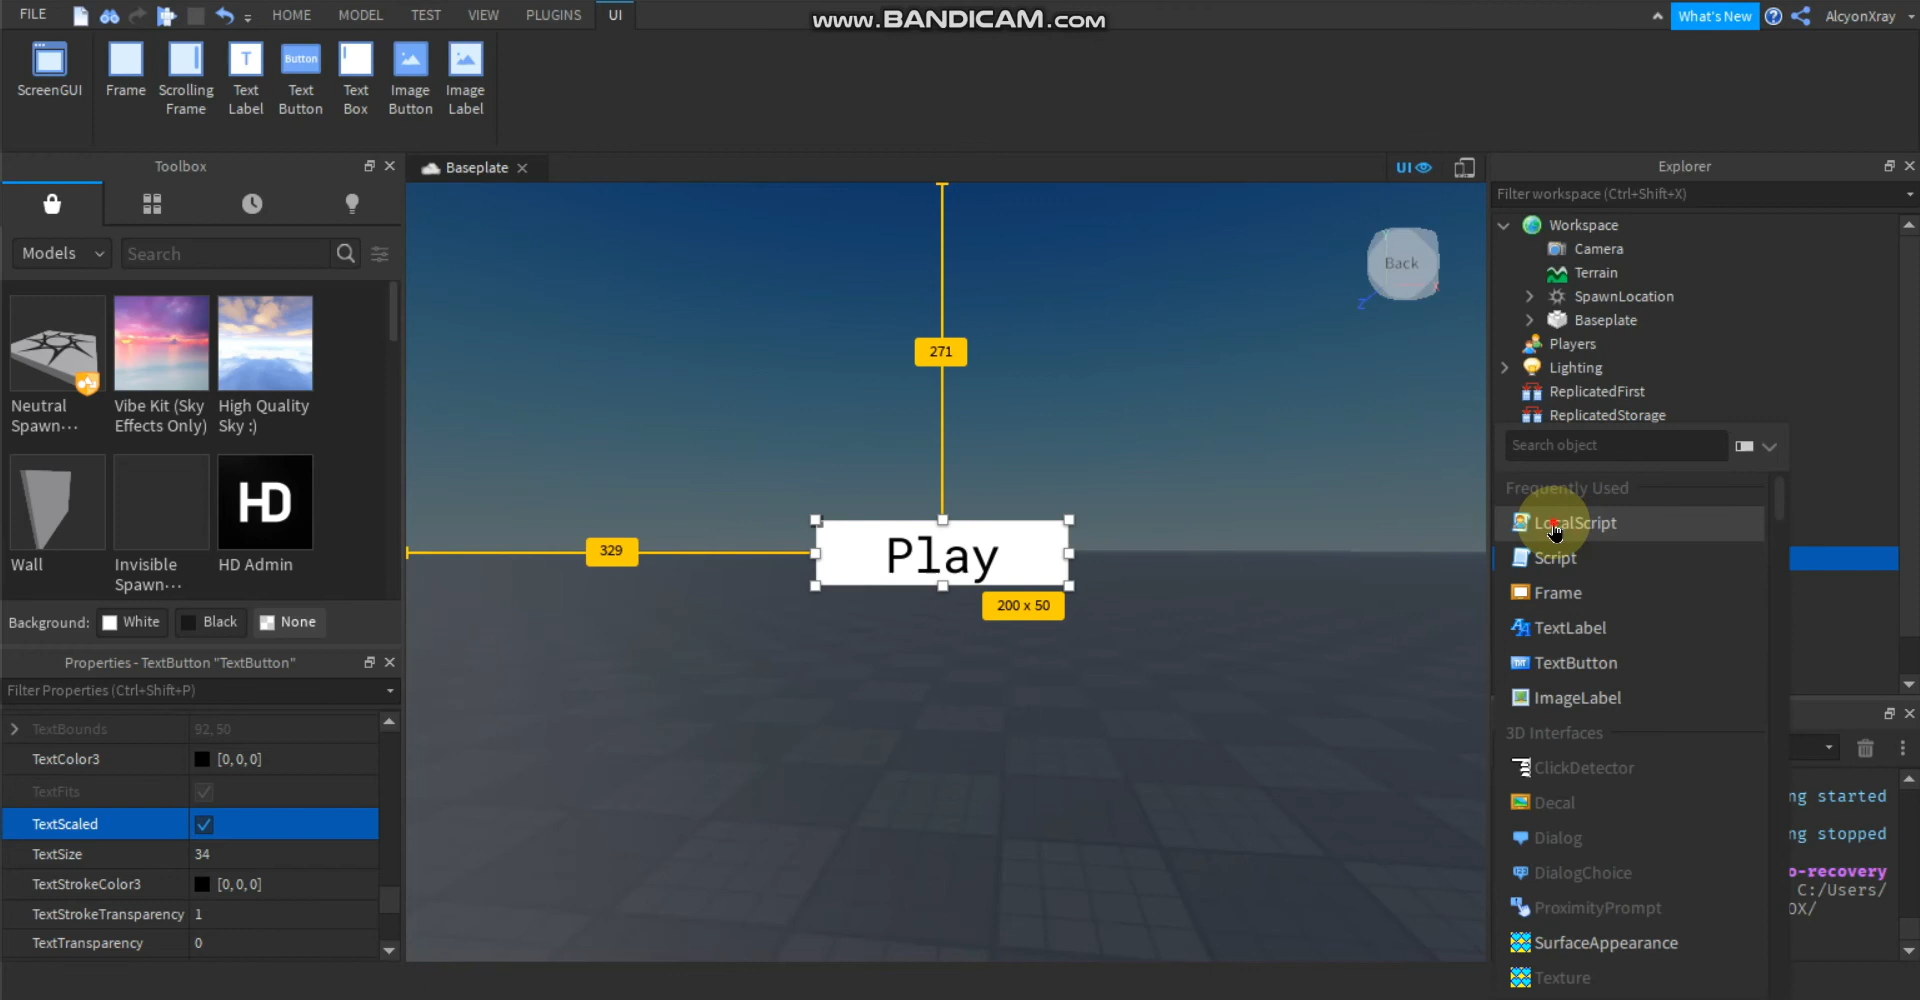 FILE
HOME
MODEL
TEST
VIEW
PLUGINS
UI
www.BANDICAM.com
What's New
AlcyonXray
ScreenGUI
Frame
Scrolling
Frame
T
Text
Label
Button
Text
Button
Text
Box
Image
Button
Image
Label
Toolbox
Models
Search
Neutral
Spawn···
Vibe Kit (Sky
Effects Only)
High Quality
Sky :)
Wall
Invisible
Spawn···
HD
HD Admin
Background:
White
Black
None
Properties - TextButton "TextButton"
Filter Properties (Ctrl+Shift+P)
TextBounds 92, 50
TextColor3 [0, 0, 0]
TextFits
TextScaled
TextSize 34
TextStrokeColor3 [0, 0, 0]
TextStrokeTransparency 1
TextTransparency 0
Baseplate
UI
Back
Z
271
329
Play
200 x 50
Explorer
Filter workspace (Ctrl+Shift+X)
Workspace
Camera
Terrain
SpawnLocation
Baseplate
Players
Lighting
ReplicatedFirst
ReplicatedStorage
Search object
Frequently Used
LocalScript
Script
Frame
TextLabel
TextButton
ImageLabel
3D Interfaces
ClickDetector
Decal
Dialog
DialogChoice
ProximityPrompt
SurfaceAppearance
Texture
ng started
ng stopped
o-recovery
C:/Users/
OX/